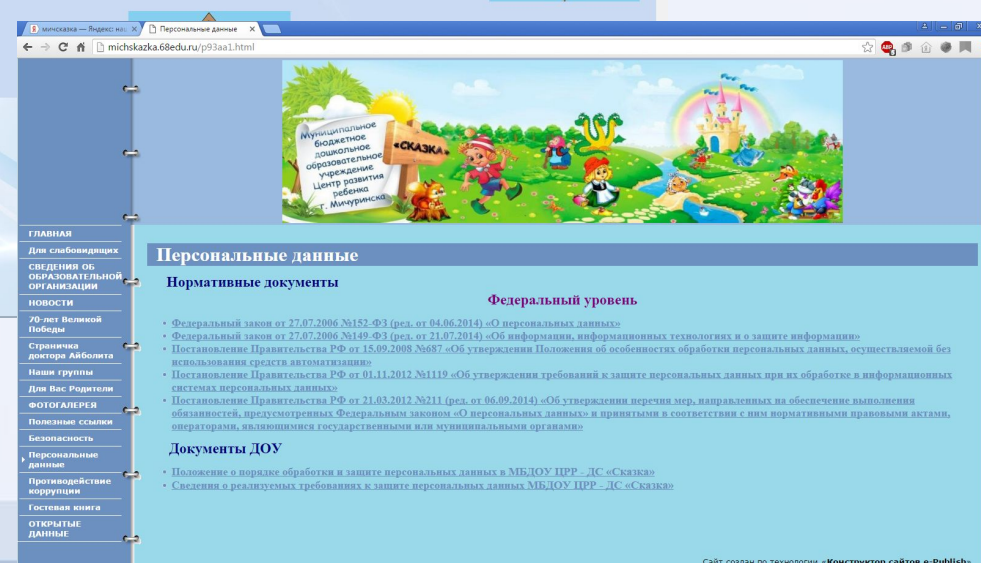 мичсказка — Яндекс: наш
Персональные данные
michskazka.68edu.ru/p93aa1.html
ABP
Муниципальное
бюджетное
дошкольное
образовательное
учреждение
Центр развития
ребенка
г. Мичуринска
«СКАЗКА»
ГЛАВНАЯ
Для слабовидящих
СВЕДЕНИЯ ОБ
ОБРАЗОВАТЕЛЬНОЙ
ОРГАНИЗАЦИИ
НОВОСТИ
70-лет Великой
Победы
Страничка
доктора Айболита
Наши группы
Для Вас Родители
ФОТОГАЛЕРЕЯ
Полезные ссылки
Безопасность
Персональные
данные
Противодействие
коррупции
Гостевая книга
ОТКРЫТЫЕ
ДАННЫЕ
Персональные данные
Нормативные документы
Федеральный уровень
• Федеральный закон от 27.07.2006 №152-ФЗ (ред. от 04.06.2014) «О персональных данных»
• Федеральный закон от 27.07.2006 №149-ФЗ (ред. от 21.07.2014) «Об информации, информационных технологиях и о защите информации»
• Постановление Правительства РФ от 15.09.2008 №687 «Об утверждении Положения об особенностях обработки персональных данных, осуществляемой без
использования средств автоматизации»
• Постановление Правительства РФ от 01.11.2012 №1119 «Об утверждении требований к защите персональных данных при их обработке в информационных
системах персональных данных»
• Постановление Правительства РФ от 21.03.2012 №211 (ред. от 06.09.2014) «Об утверждении перечня мер, направленных на обеспечение выполнения
обязанностей, предусмотренных Федеральным законом «О персональных данных» и принятыми в соответствии с ним нормативными правовыми актами,
операторами, являющимися государственными или муниципальными органами»
Документы ДОУ
• Положение о порядке обработки и защите персональных данных в МБДОУ ЦРР - ДС «Сказка»
• Сведения о реализуемых требованиях к защите персональных данных МБДОУ ЦРР - ДС «Сказка»
Сайт создан по технологии «Конструктор сайтов e-Publish»